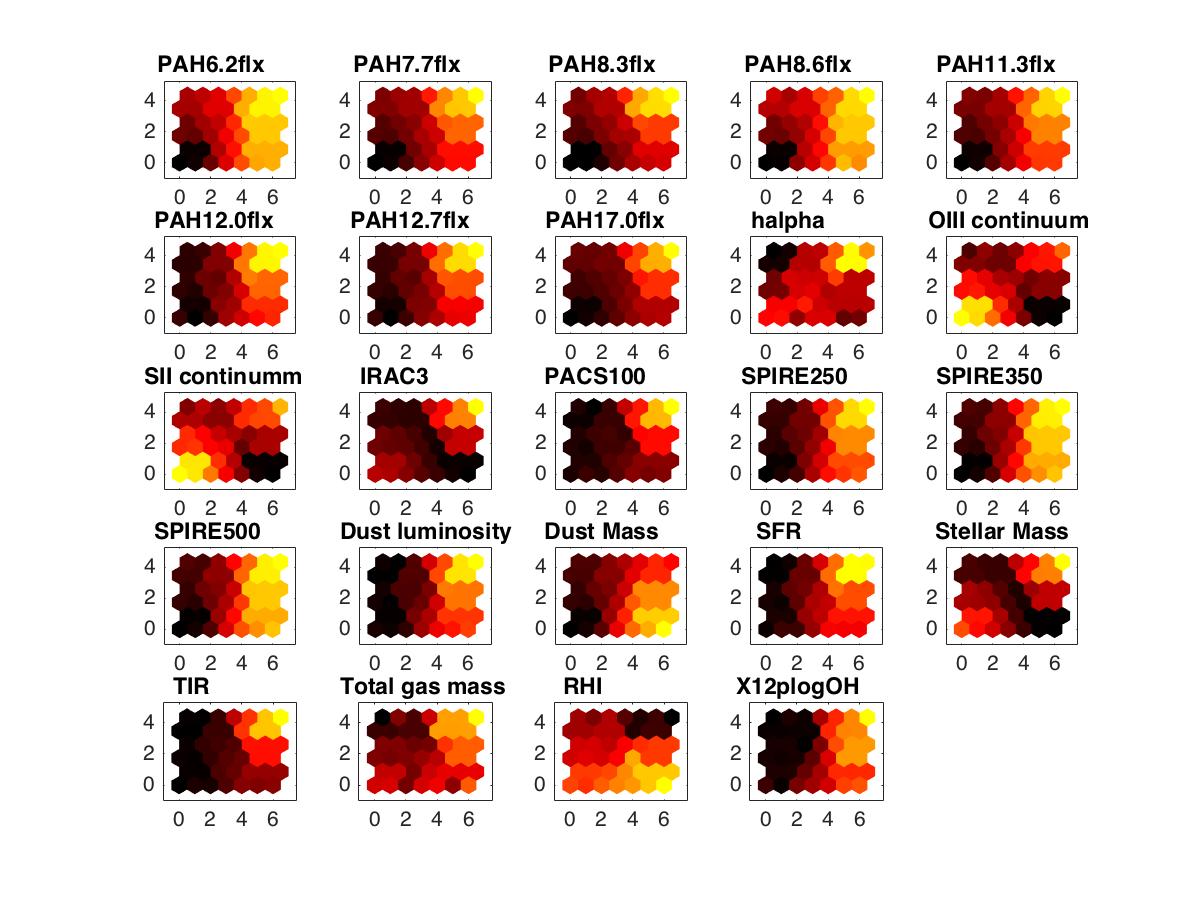 PAH6.2flx PAH7.7flx PAH8.3flx PAH8.6flx PAH11.3flx
4 4 4 4 4
2 2 2 2 2
0 0 0 0 0
0 2 4 6 0 2 4 6 0 2 4 6 0 2 4 6 0 2 4 6
PAH12.0flx PAH12.7flx PAH17.0flx halpha OIII continuum
4 4 4 4 4
2 2 2 2 2
0 0 0 0 0
0 2 4 6 0 2 4 6 0 2 4 6 0 2 4 6 0 2 4 6
SII continumm IRAC3 PACS100 SPIRE250 SPIRE350
4 4 4 4 4
2 2 2 2 2
0 0 0 0 0
0 2 4 6 0 2 4 6 0 2 4 6 0 2 4 6 0 2 4 6
SPIRE500 Dust luminosity Dust Mass SFR Stellar Mass
4 4 4 4 4
2 2 2 2 2
0 0 0 0 0
0 2 4 6 0 2 4 6 0 2 4 6 0 2 4 6 0 2 4 6
TIR Total gas mass RHI X12plogOH
4 4 4 4
2 2 2 2
0 0 0 0
0 2 4 6 0 2 4 6 0 2 4 6 0 2 4 6